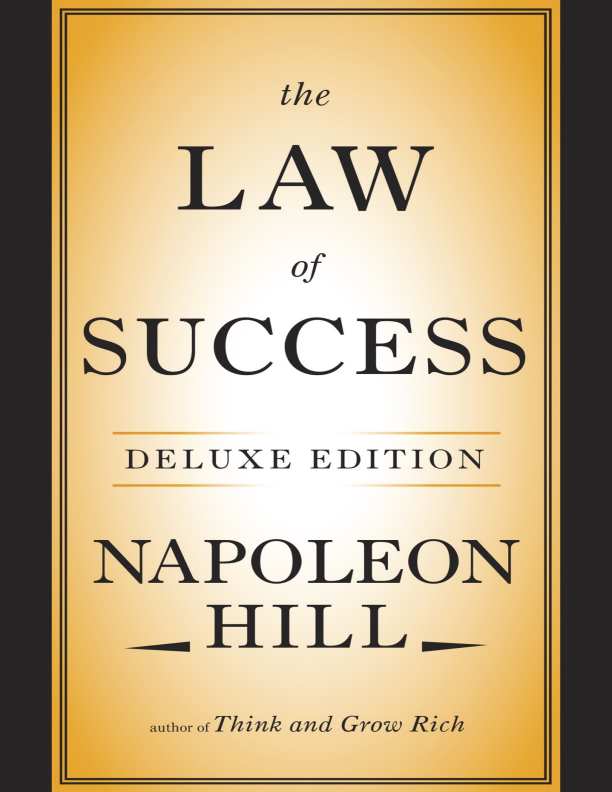 the
LAW
of
SUCCESS
DELUXE EDITION
NAPOLEON
HILL
author of Think and Grow Rich